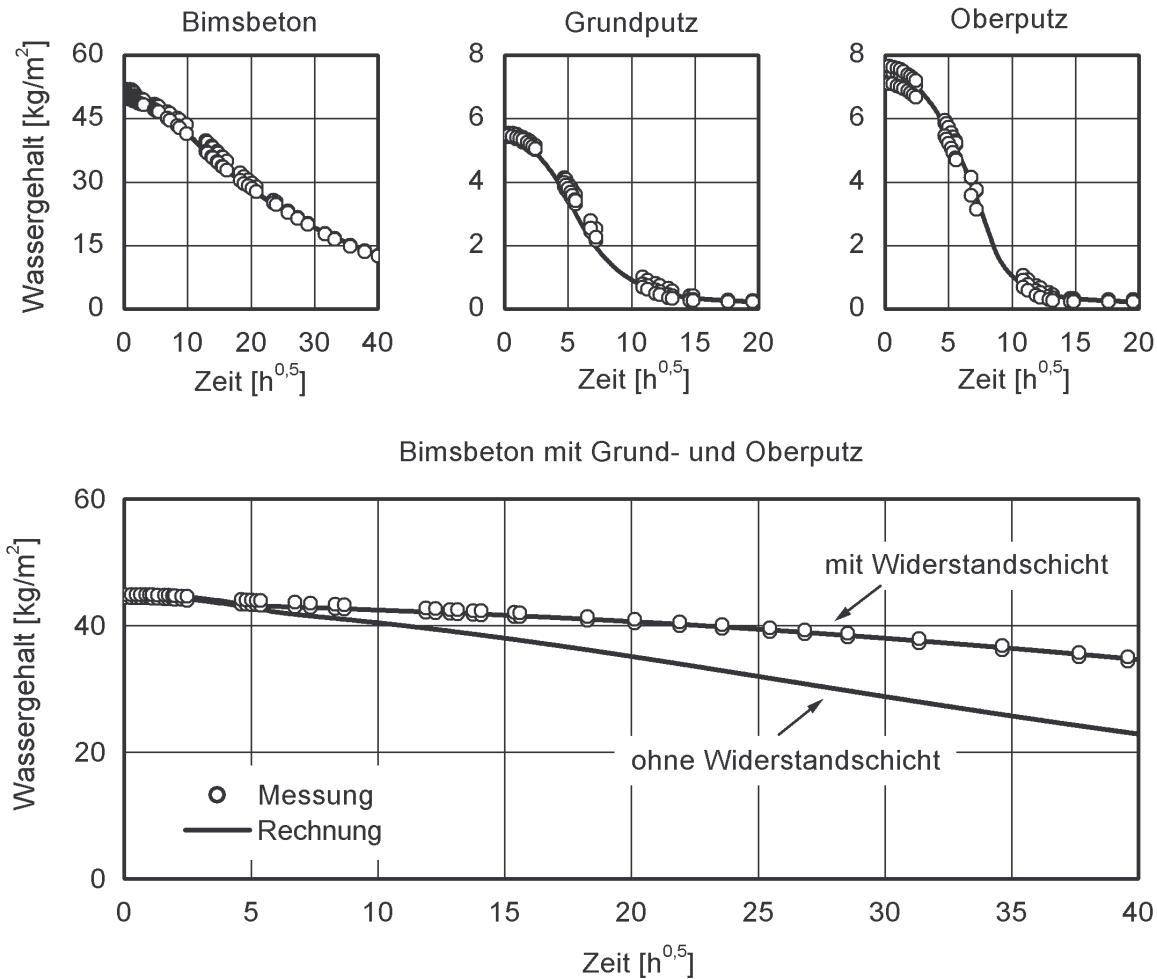 Bimsbeton
Grundputz
Oberputz
Wassergehalt [kg/m²]
60
45
30
15
0
0 10 20 30 40
Zeit [h⁰,⁵]
8
6
4
2
0
0 5 10 15 20
Zeit [h⁰,⁵]
8
6
4
2
0
0 5 10 15 20
Zeit [h⁰,⁵]
Bimsbeton mit Grund- und Oberputz
Wassergehalt [kg/m²]
60
40
20
0
mit Widerstandschicht
ohne Widerstandschicht
Messung
Rechnung
0 5 10 15 20 25 30 35 40
Zeit [h⁰,⁵]